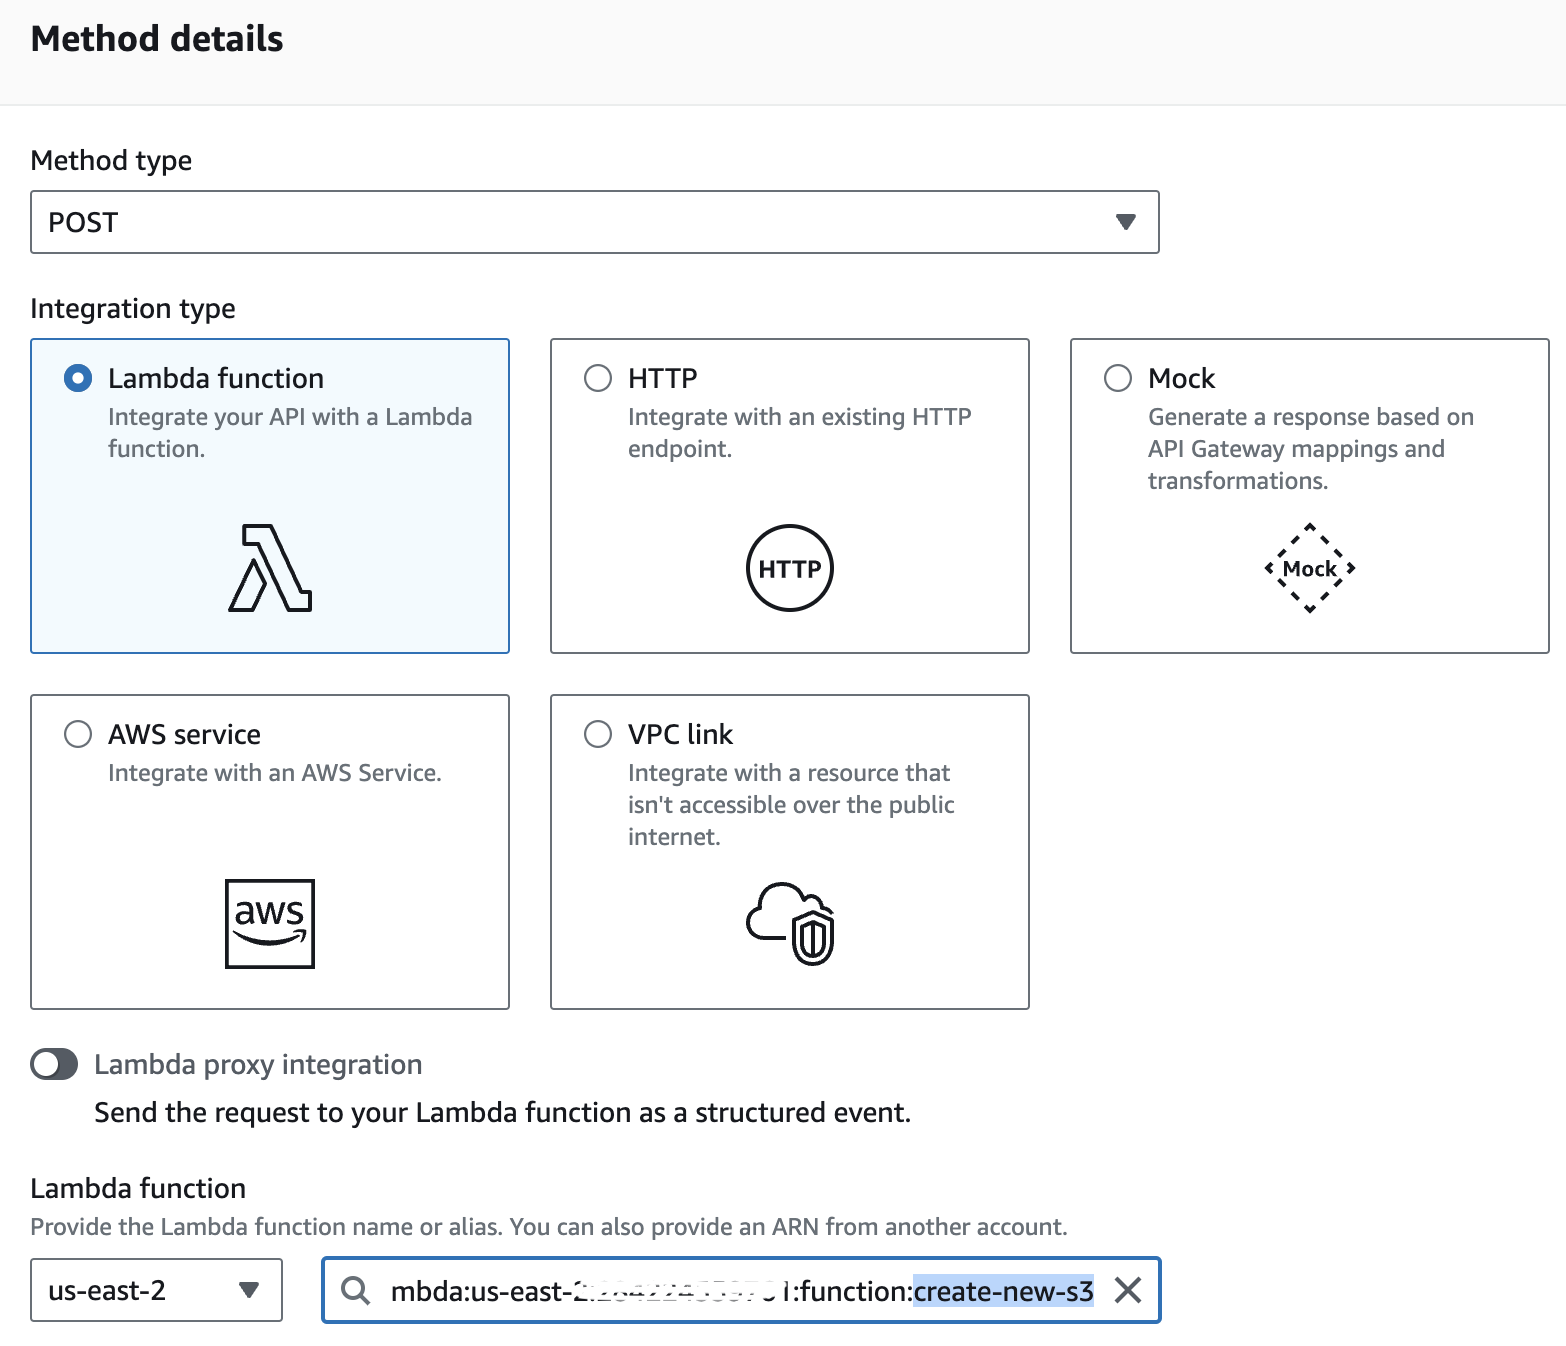 Method details
Method type
POST
Integration type
Lambda function
Integrate your API with a Lambda
function.
HTTP
Integrate with an existing HTTP
endpoint.
HTTP
Mock
Generate a response based on
API Gateway mappings and
transformations.
Mock
AWS service
Integrate with an AWS Service.
aws
VPC link
Integrate with a resource that
isn't accessible over the public
internet.
Lambda proxy integration
Send the request to your Lambda function as a structured event.
Lambda function
Provide the Lambda function name or alias. You can also provide an ARN from another account.
us-east-2
mbda:us-east- :function:create-new-s3